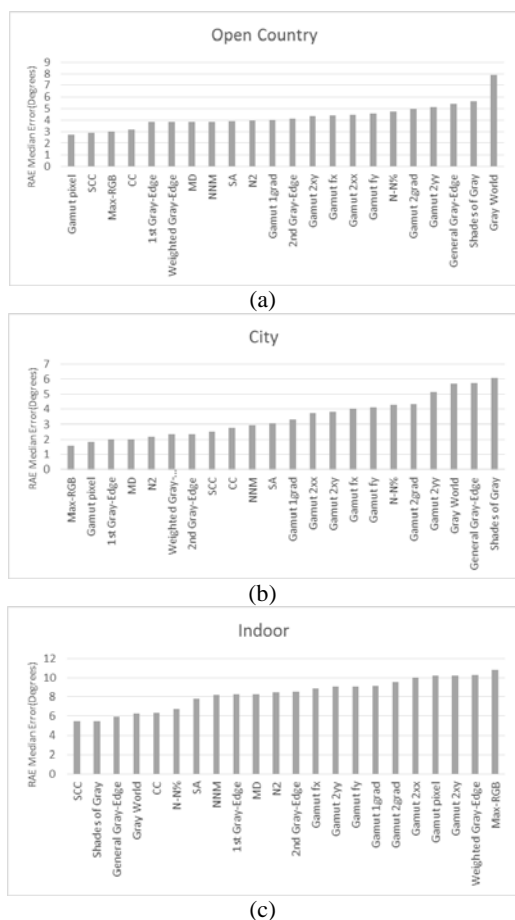 Open Country
RAE Median Error(Degrees)
9
8
7
6
5
4
3
2
1
0
Gamut pixel
SCC
Max-RGB
CC
1st Gray-Edge
Weighted Gray-Edge
MD
NNM
SA
N2
Gamut 1grad
2nd Gray-Edge
Gamut 2xy
Gamut fx
Gamut 2xx
Gamut fy
N-N%
Gamut 2grad
Gamut 2yy
General Gray-Edge
Shades of Gray
Gray World
(a)
City
RAE Median Error(Degrees)
7
6
5
4
3
2
1
0
Max-RGB
Gamut pixel
1st Gray-Edge
MD
N2
Weighted Gray-...
2nd Gray-Edge
SCC
CC
NNM
SA
Gamut 1grad
Gamut 2xx
Gamut 2xy
Gamut fx
Gamut fy
N-N%
Gamut 2grad
Gamut 2yy
Gray World
General Gray-Edge
Shades of Gray
(b)
Indoor
RAE Median Error(Degrees)
12
10
8
6
4
2
0
SCC
Shades of Gray
General Gray-Edge
Gray World
CC
N-N%
SA
NNM
1st Gray-Edge
MD
N2
2nd Gray-Edge
Gamut fx
Gamut 2yy
Gamut fy
Gamut 1grad
Gamut 2grad
Gamut 2xx
Gamut pixel
Gamut 2xy
Weighted Gray-Edge
Max-RGB
(c)